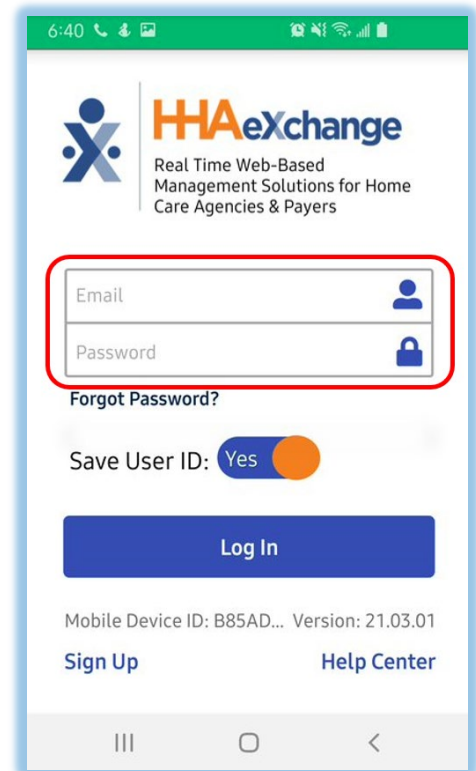 6:40
HHAeXchange
Real Time Web-Based
Management Solutions for Home
Care Agencies & Payers
Email
Password
Forgot Password?
Save User ID: Yes
Log In
Mobile Device ID: B85AD... Version: 21.03.01
Sign Up Help Center